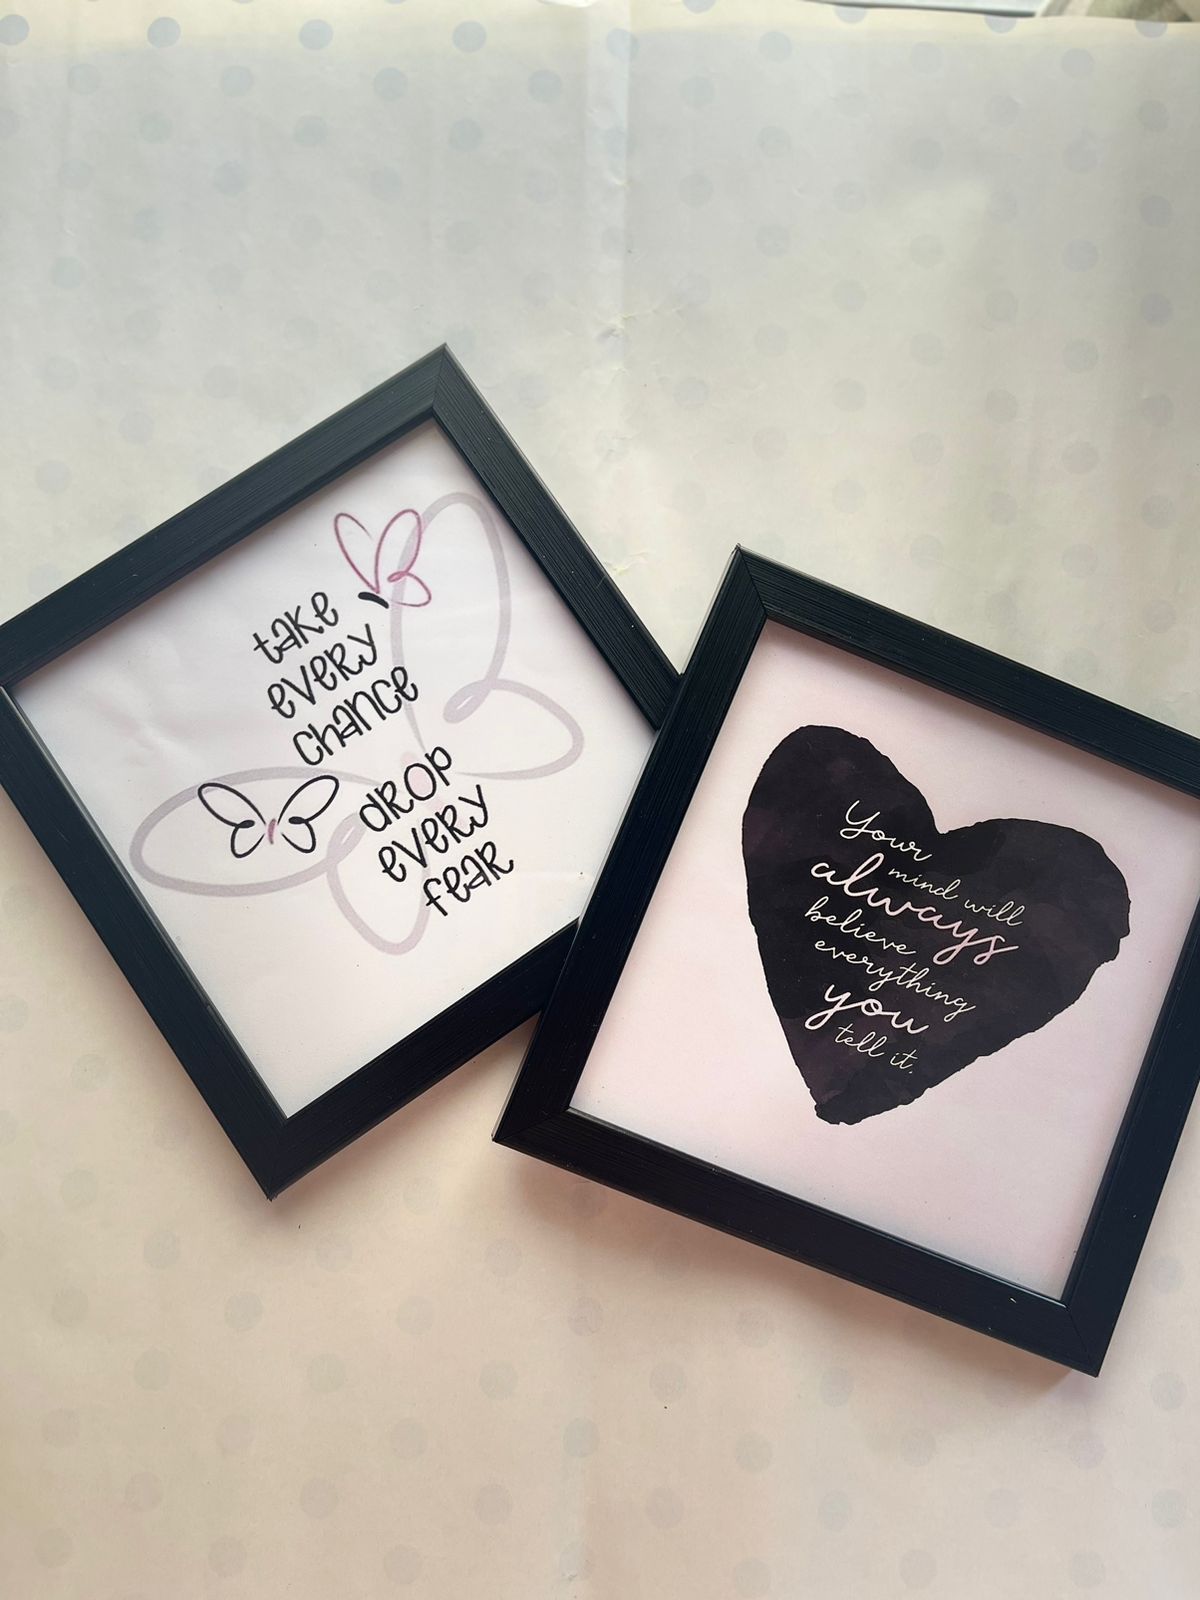 take
every
chance
drop
every
fear
Your
mind will
always
believe
everything
you
tell it.